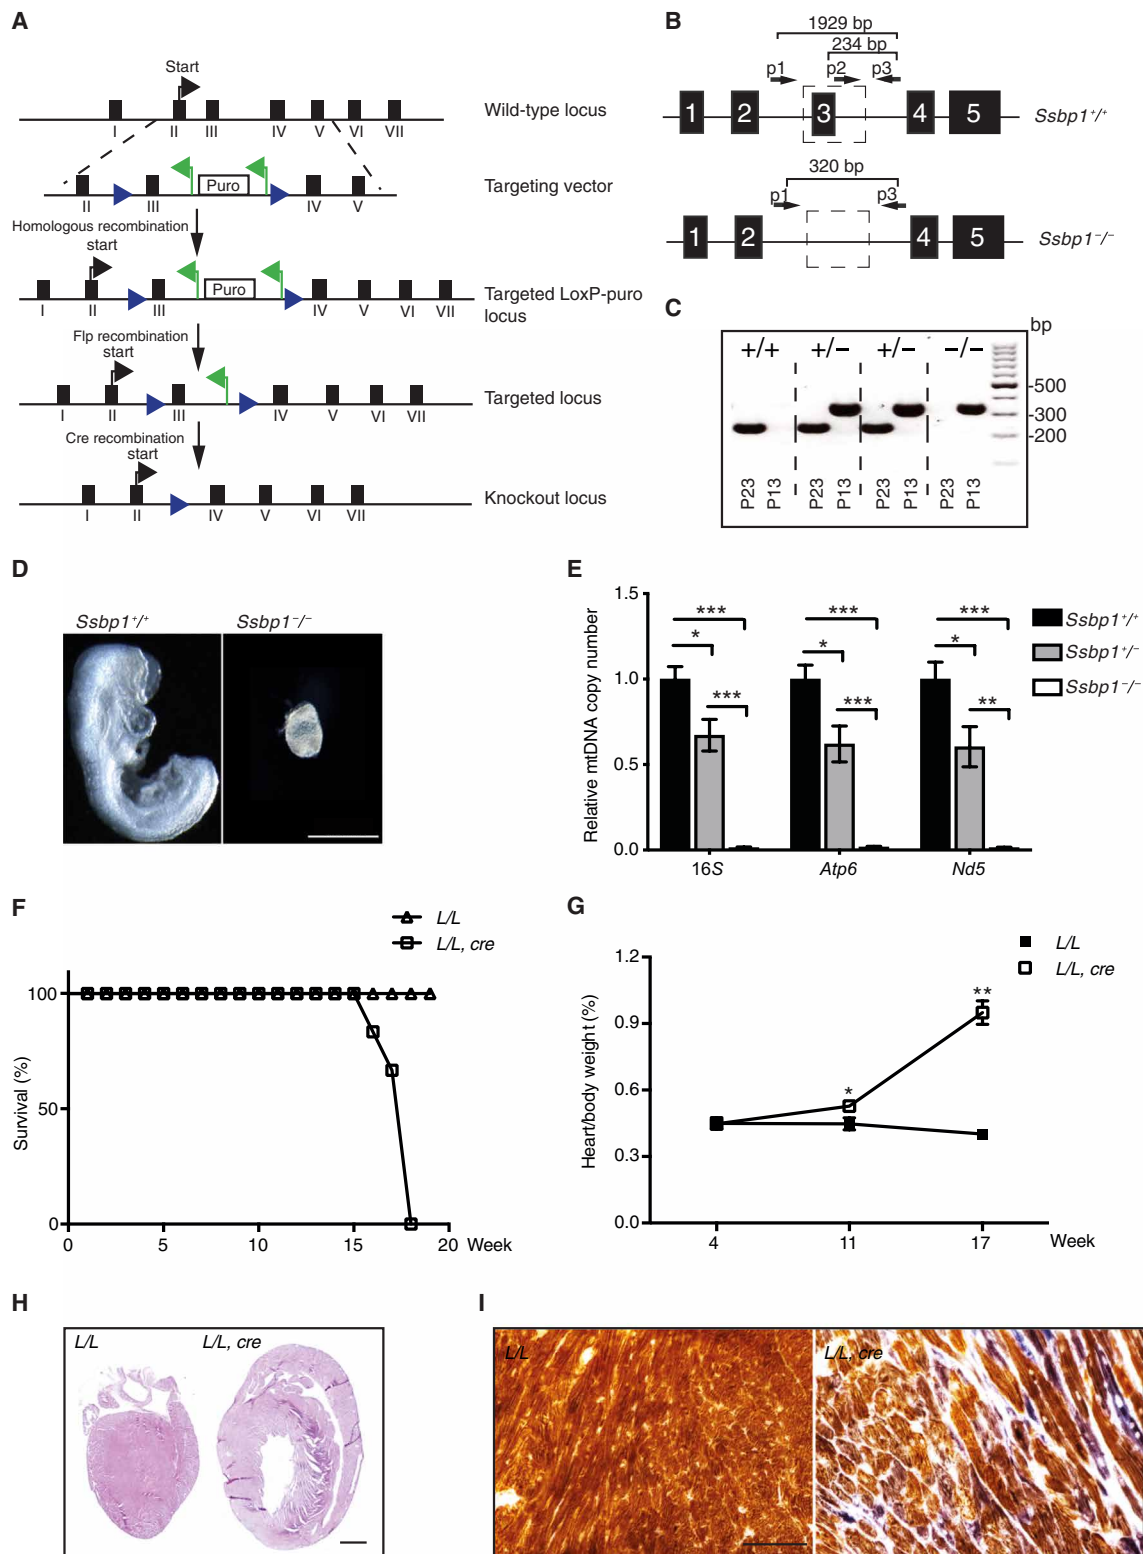 A
Start
I II III IV V VI VII
Wild-type locus
Puro
II III IV V
Targeting vector
Homologous recombination
start
Puro
I II III IV V VI VII
Targeted LoxP-puro
locus
Flp recombination
start
I II III IV V VI VII
Targeted locus
Cre recombination
start
I II IV V VI VII
Knockout locus
B
1929 bp
234 bp
p1 p2 p3
1 2 3 4 5
Ssbp1+/+
320 bp
p1 p3
1 2 4 5
Ssbp1−/−
C
bp
+/+ +/− +/− −/−
-500
-300
-200
P23 P13 P23 P13 P23 P13 P23 P13
D
Ssbp1+/+ Ssbp1−/−
E
Relative mtDNA copy number
1.5
1.0
0.5
0.0
*** *** ***
* * *
*** *** **
16S Atp6 Nd5
Ssbp1+/+
Ssbp1+/−
Ssbp1−/−
F
L/L
L/L, cre
Survival (%)
100
50
0
0 5 10 15 20 Week
G
L/L
L/L, cre
Heart/body weight (%)
1.2
0.9
0.6
0.3
0.0
**
*
4 11 17 Week
H
L/L L/L, cre
I
L/L L/L, cre